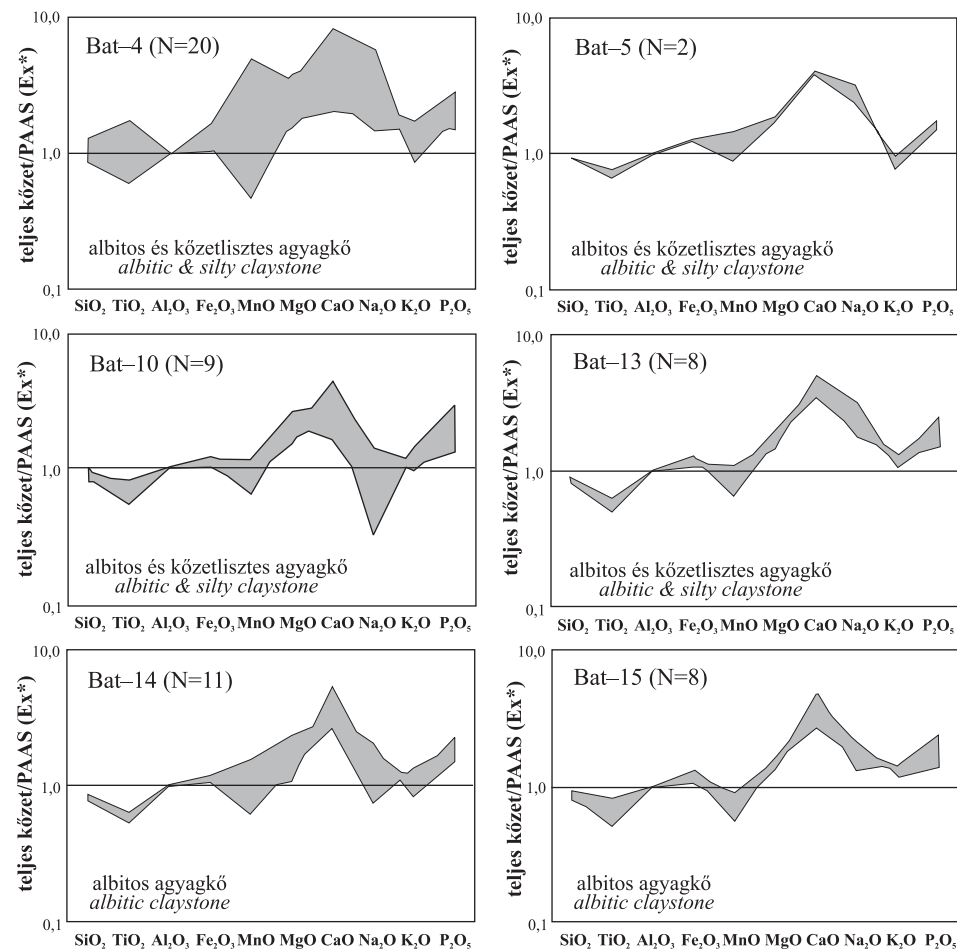 10,0
Bat–4 (N=20)
1,0
teljes kőzet/PAAS (Ex*)
albitos és kőzetlisztes agyagkő
albitic & silty claystone
0,1
SiO₂ TiO₂ Al₂O₃ Fe₂O₃ MnO MgO CaO Na₂O K₂O P₂O₅
10,0
Bat–5 (N=2)
1,0
teljes kőzet/PAAS (Ex*)
albitos és kőzetlisztes agyagkő
albitic & silty claystone
0,1
SiO₂ TiO₂ Al₂O₃ Fe₂O₃ MnO MgO CaO Na₂O K₂O P₂O₅
10,0
Bat–10 (N=9)
1,0
teljes kőzet/PAAS (Ex*)
albitos és kőzetlisztes agyagkő
albitic & silty claystone
0,1
SiO₂ TiO₂ Al₂O₃ Fe₂O₃ MnO MgO CaO Na₂O K₂O P₂O₅
10,0
Bat–13 (N=8)
1,0
teljes kőzet/PAAS (Ex*)
albitos és kőzetlisztes agyagkő
albitic & silty claystone
0,1
SiO₂ TiO₂ Al₂O₃ Fe₂O₃ MnO MgO CaO Na₂O K₂O P₂O₅
10,0
Bat–14 (N=11)
1,0
teljes kőzet/PAAS (Ex*)
albitos agyagkő
albitic claystone
0,1
SiO₂ TiO₂ Al₂O₃ Fe₂O₃ MnO MgO CaO Na₂O K₂O P₂O₅
10,0
Bat–15 (N=8)
1,0
teljes kőzet/PAAS (Ex*)
albitos agyagkő
albitic claystone
0,1
SiO₂ TiO₂ Al₂O₃ Fe₂O₃ MnO MgO CaO Na₂O K₂O P₂O₅